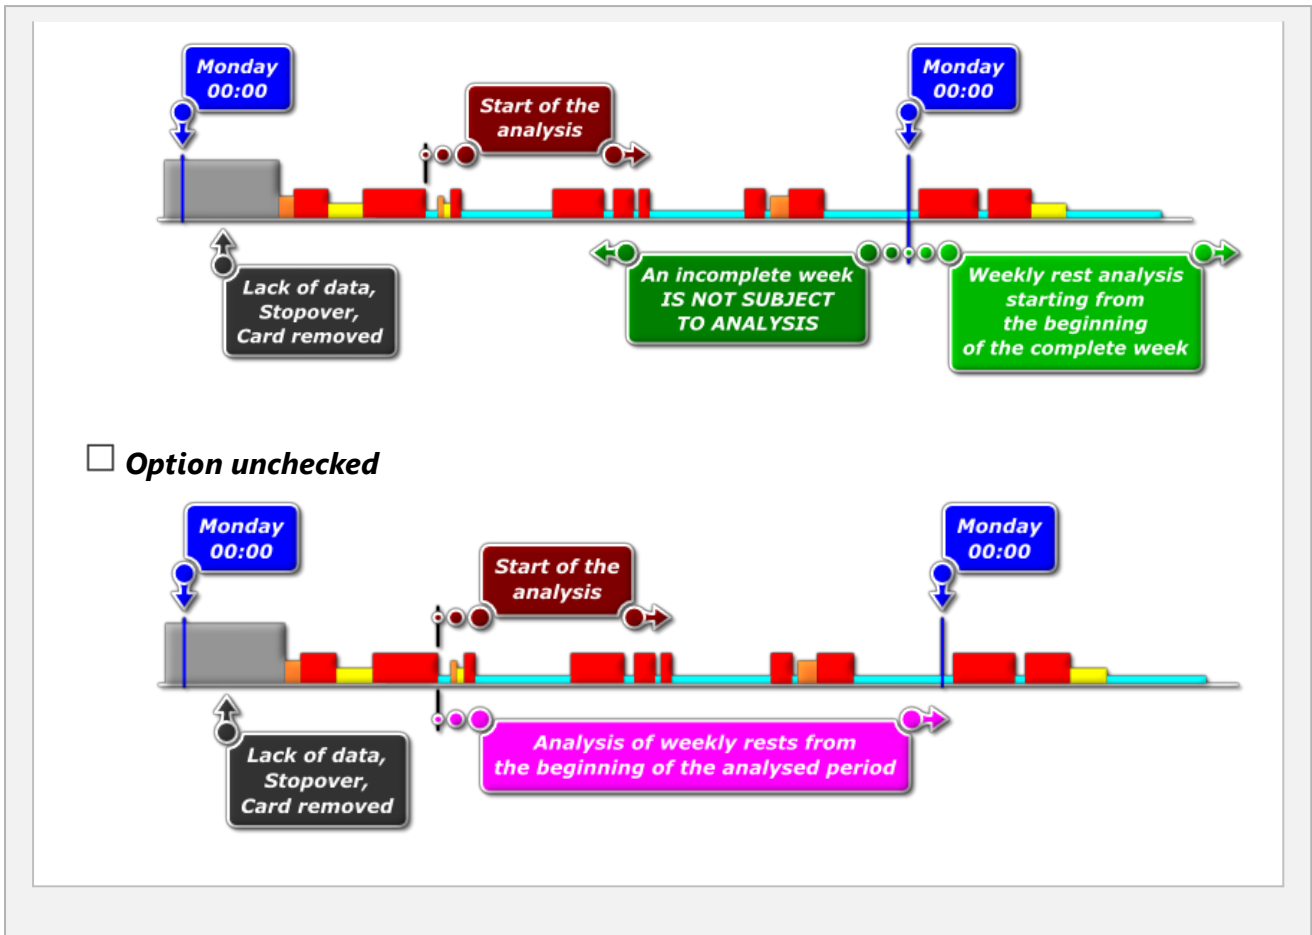 Monday
00:00
Monday
00:00
Start of the
analysis
Lack of data,
Stopover,
Card removed
An incomplete week
IS NOT SUBJECT
TO ANALYSIS
Weekly rest analysis
starting from
the beginning
of the complete week
Option unchecked
Monday
00:00
Monday
00:00
Start of the
analysis
Lack of data,
Stopover,
Card removed
Analysis of weekly rests from
the beginning of the analysed period